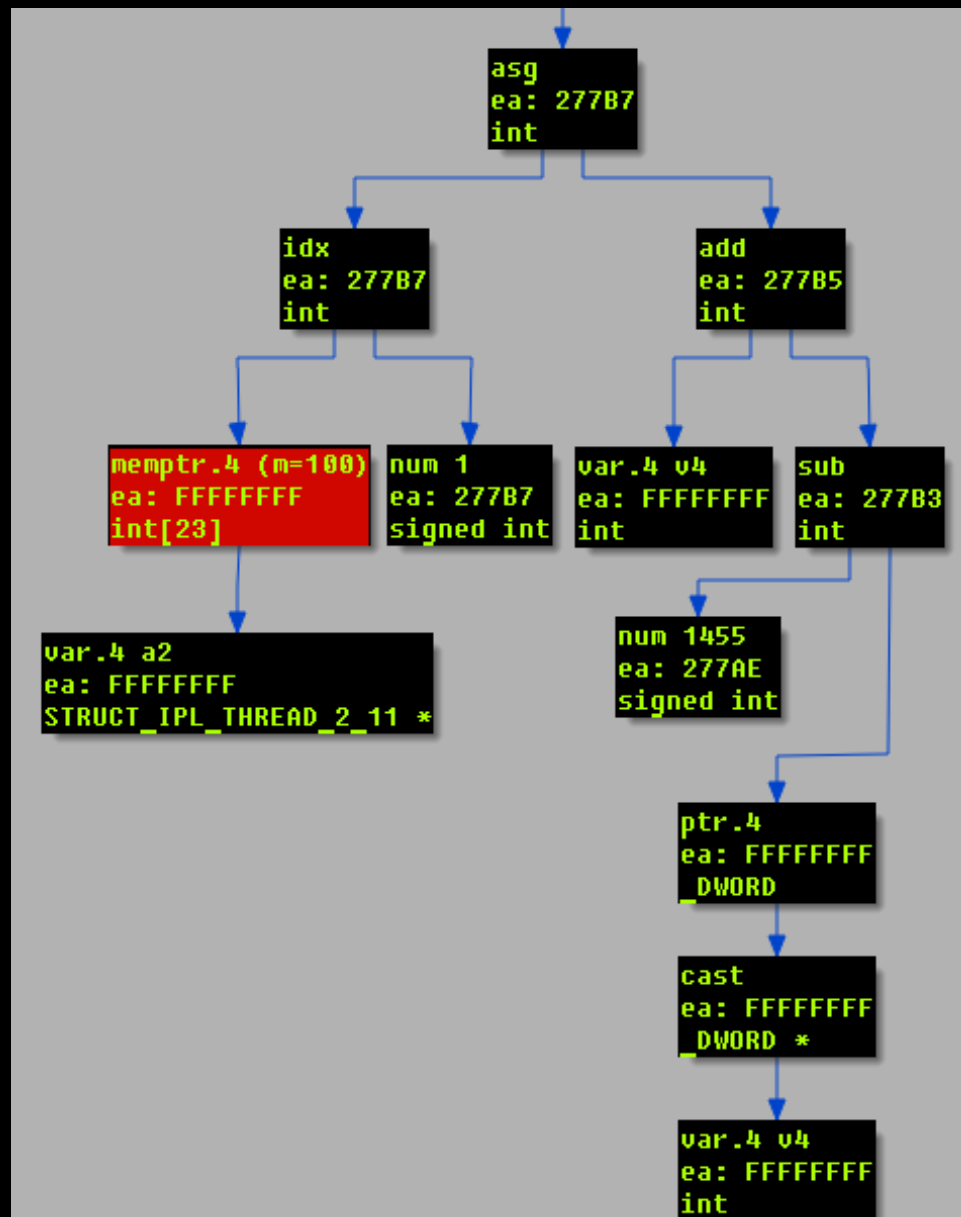 asg
ea: 277B7
int
idx
ea: 277B7
int
add
ea: 277B5
int
memptr.4 (m=100)
ea: FFFFFFFF
int[23]
num 1
ea: 277B7
signed int
var.4 v4
ea: FFFFFFFF
int
sub
ea: 277B3
int
var.4 a2
ea: FFFFFFFF
STRUCT_IPL_THREAD_2_11 *
num 1455
ea: 277AE
signed int
ptr.4
ea: FFFFFFFF
_DWORD
cast
ea: FFFFFFFF
_DWORD *
var.4 v4
ea: FFFFFFFF
int